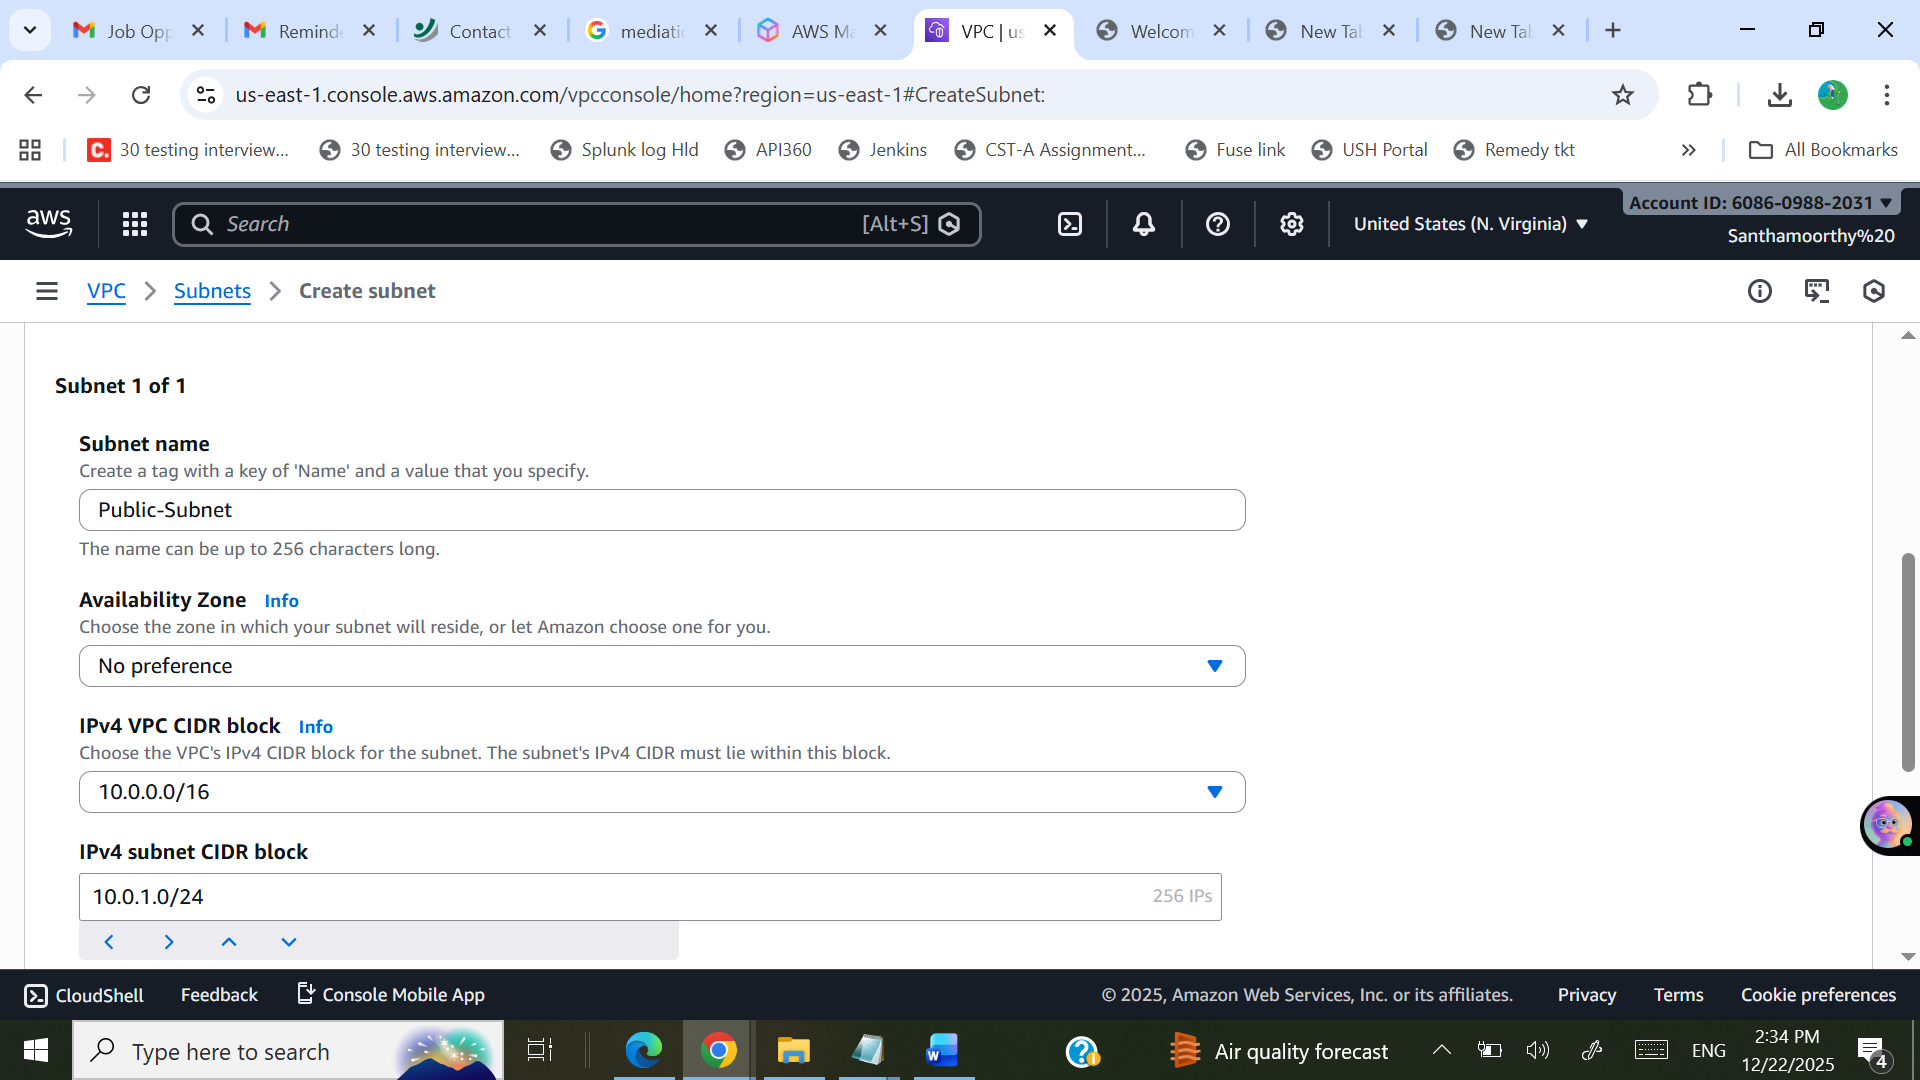 Job Opp
Reminde
Contact
mediatio
AWS Ma
VPC | us
Welcom
New Tab
New Tab
us-east-1.console.aws.amazon.com/vpcconsole/home?region=us-east-1#CreateSubnet:
30 testing interview...
30 testing interview...
Splunk log Hld
API360
Jenkins
CST-A Assignment...
Fuse link
USH Portal
Remedy tkt
All Bookmarks
aws
Search
[Alt+S]
United States (N. Virginia)
Account ID: 6086-0988-2031
Santhamoorthy%20
VPC
Subnets
Create subnet
Subnet 1 of 1
Subnet name
Create a tag with a key of 'Name' and a value that you specify.
Public-Subnet
The name can be up to 256 characters long.
Availability Zone Info
Choose the zone in which your subnet will reside, or let Amazon choose one for you.
No preference
IPv4 VPC CIDR block Info
Choose the VPC's IPv4 CIDR block for the subnet. The subnet's IPv4 CIDR must lie within this block.
10.0.0.0/16
IPv4 subnet CIDR block
10.0.1.0/24
256 IPs
CloudShell
Feedback
Console Mobile App
© 2025, Amazon Web Services, Inc. or its affiliates.
Privacy
Terms
Cookie preferences
Type here to search
Air quality forecast
ENG
2:34 PM
12/22/2025
4